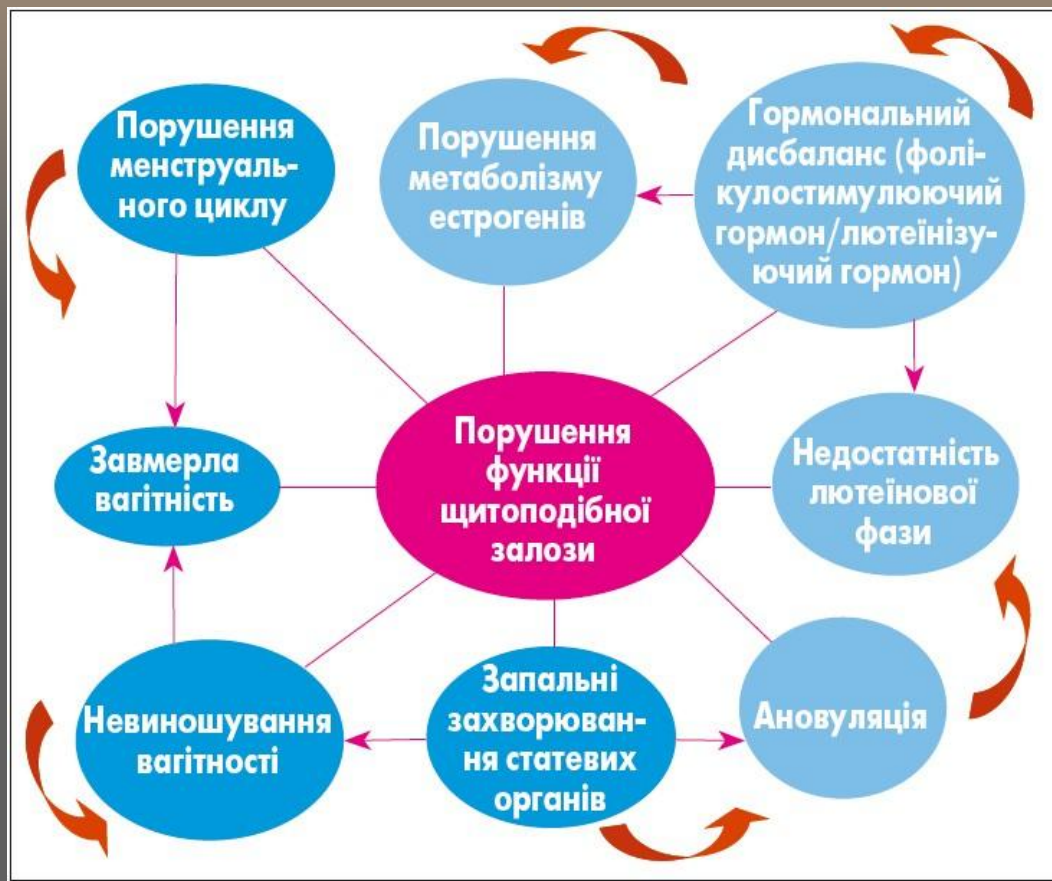 Порушення
менструаль-
ного циклу
Порушення
метаболізму
естрогенів
Гормональний
дисбаланс (фолі-
кулостимулюючий
гормон/лютеїнізу-
ючий гормон)
Завмерла
вагітність
Порушення
функції
щитоподібної
залози
Недостатність
лютеїнової
фази
Невиношування
вагітності
Запальні
захворюван-
ня статевих
органів
Ановуляція